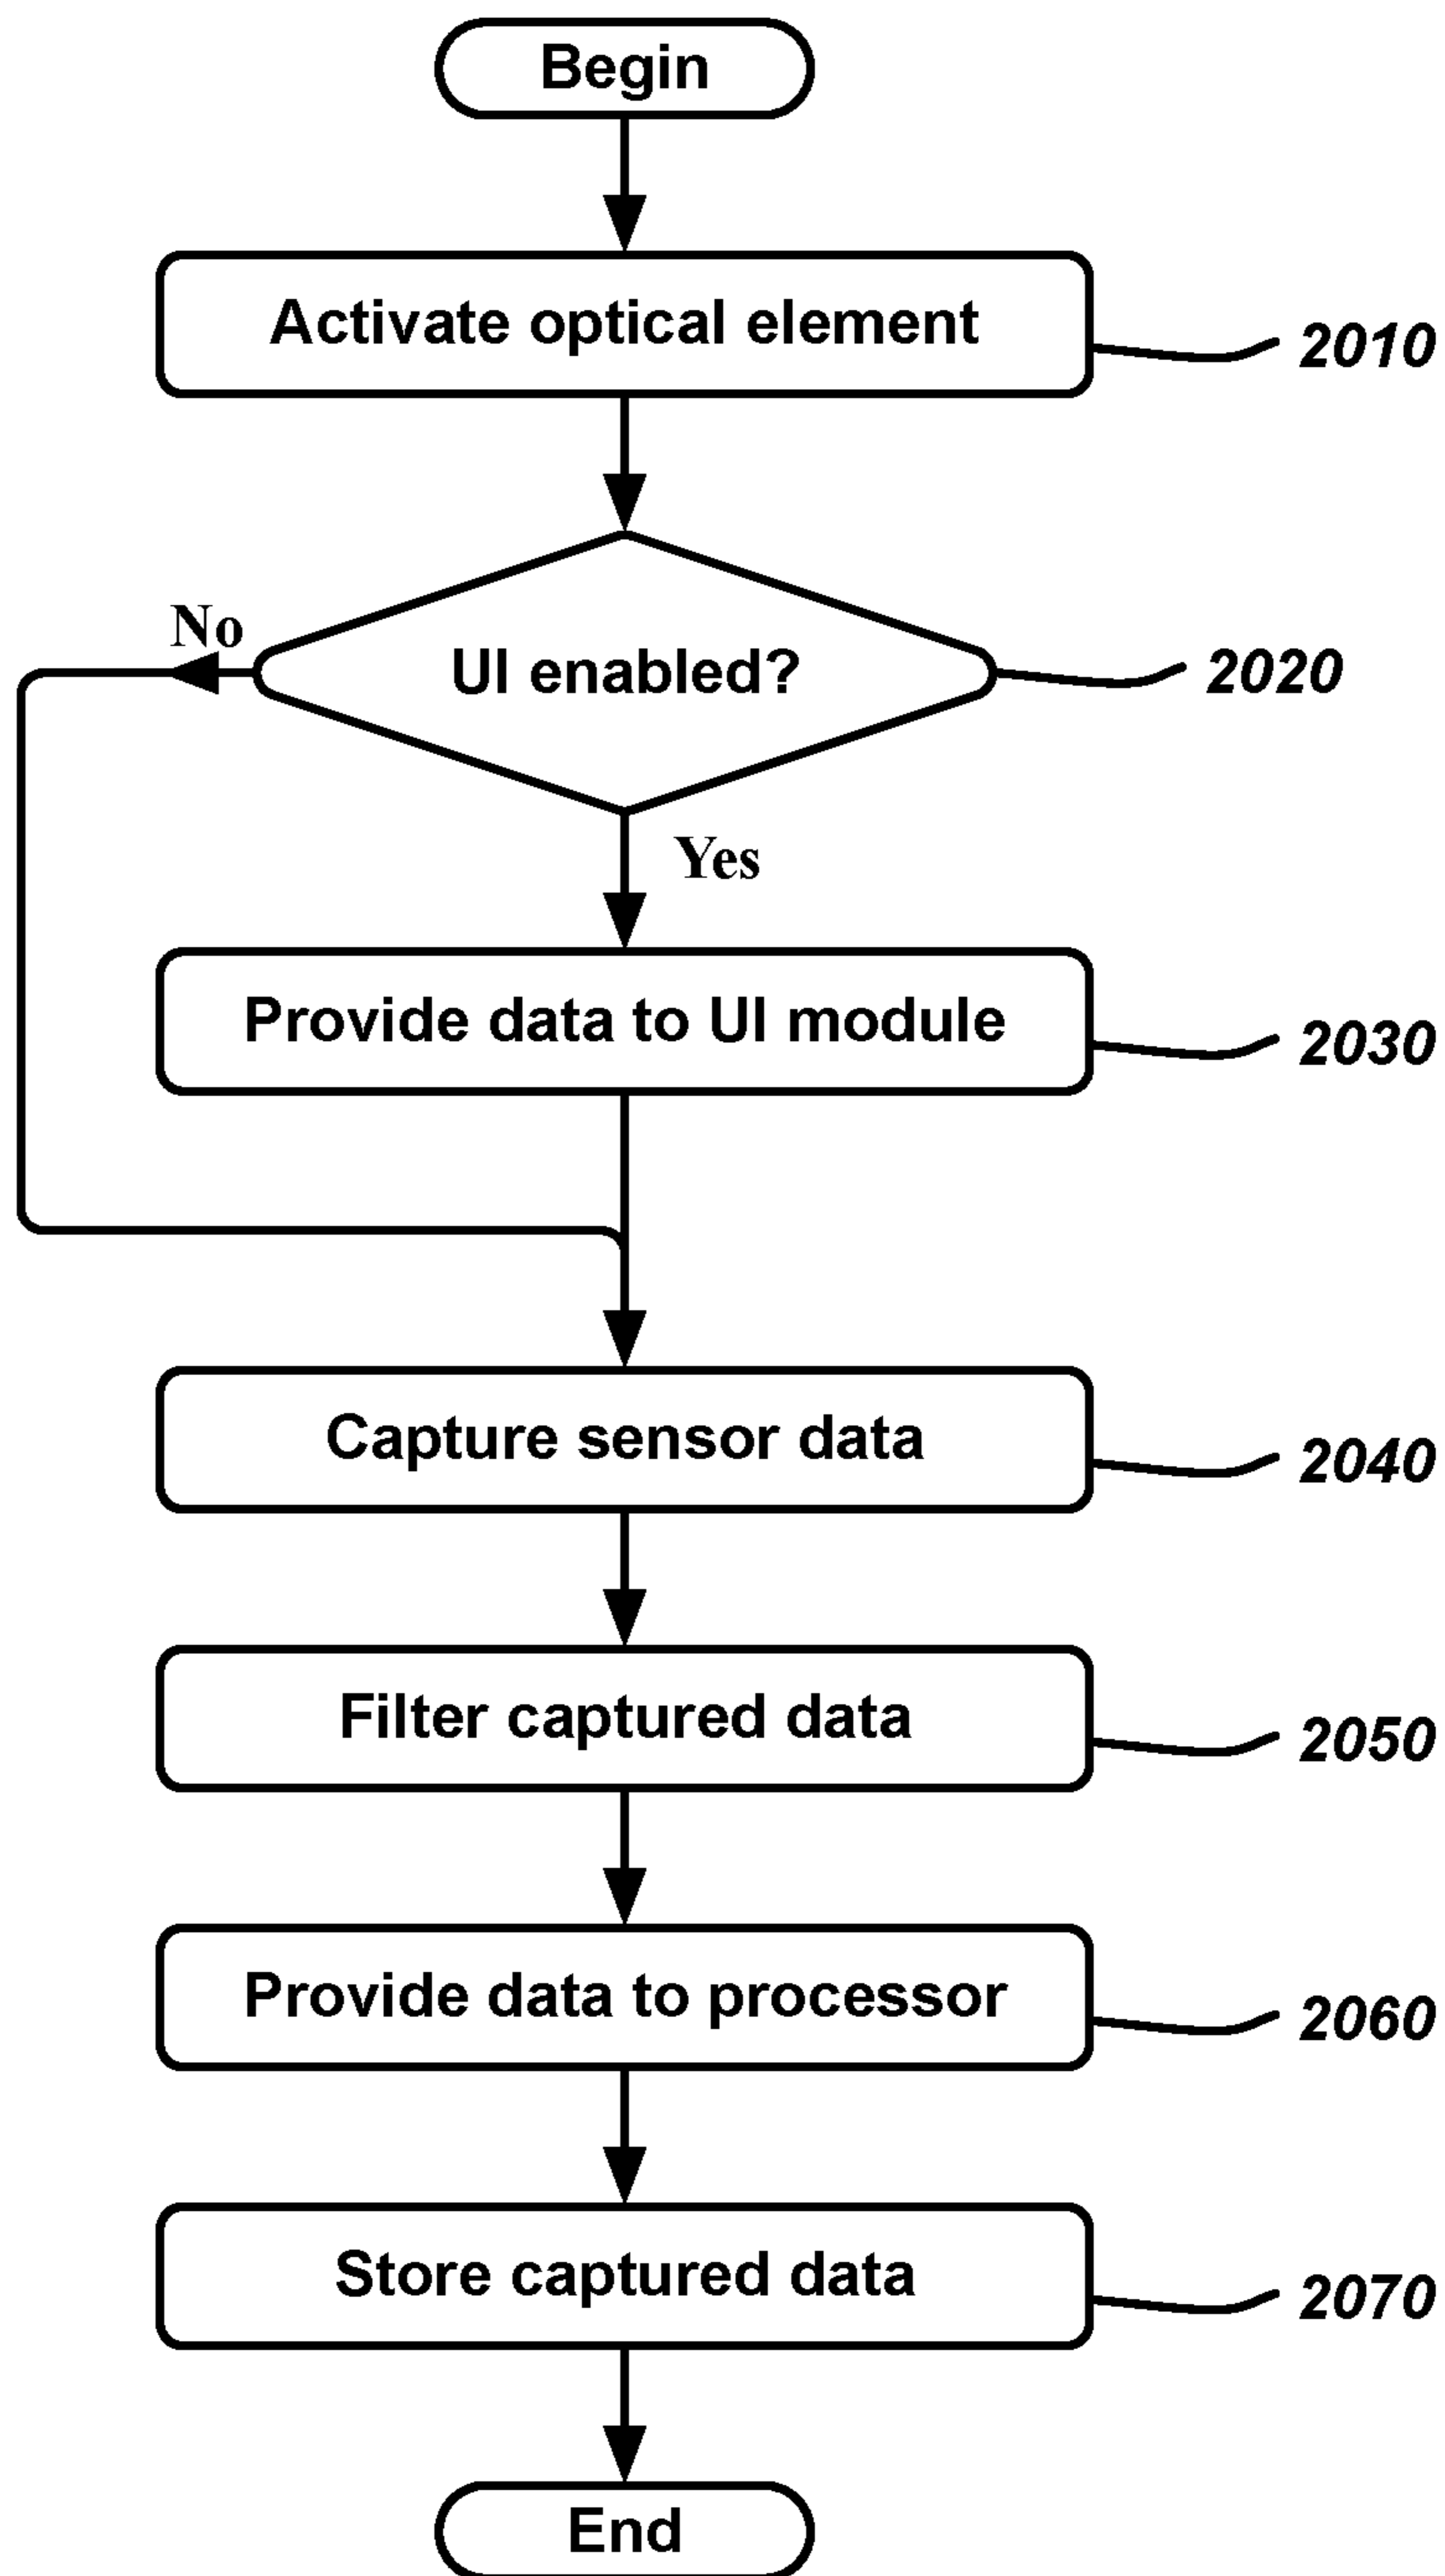 Begin
Activate optical element
2010
No
UI enabled?
2020
Yes
Provide data to UI module
2030
Capture sensor data
2040
Filter captured data
2050
Provide data to processor
2060
Store captured data
2070
End